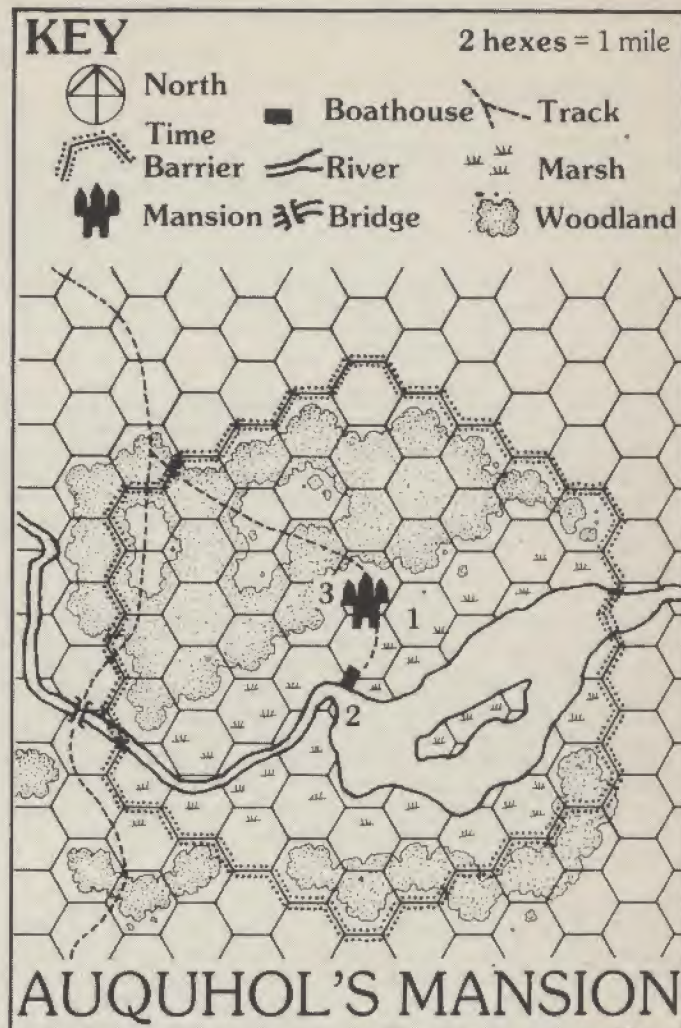 KEY
2 hexes = 1 mile
North
Boathouse
Track
Time
Barrier
River
Marsh
Mansion
Bridge
Woodland
3
1
2
AUQUHOL'S MANSION